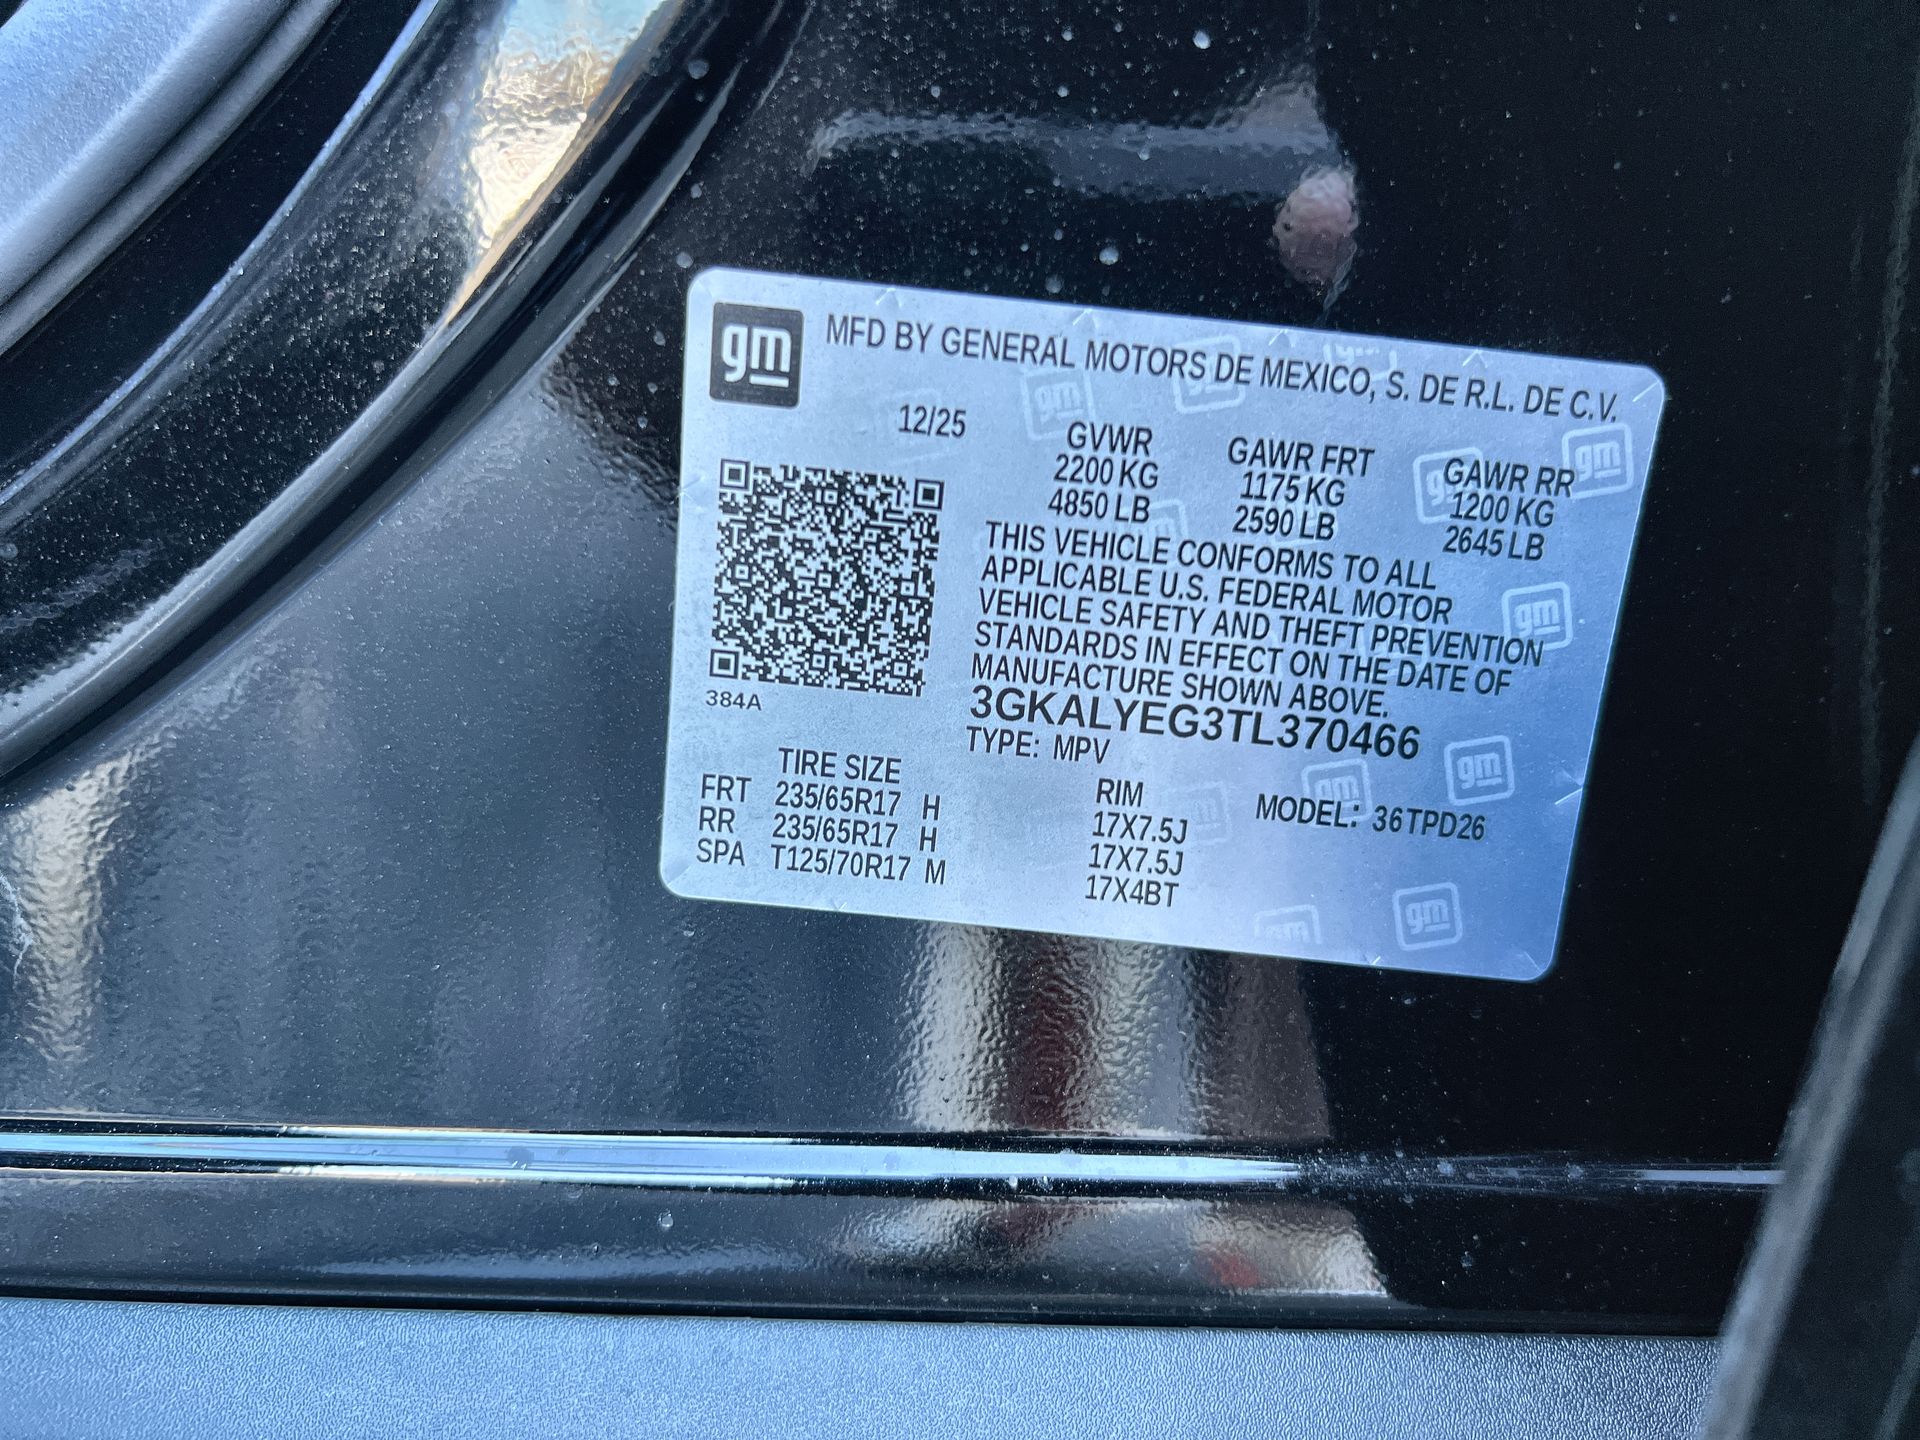 gm MFD BY GENERAL MOTORS DE MEXICO, S. DE R.L. DE C.V.
12/25 GVWR GAWR FRT GAWR RR
2200 KG 1175 KG 1200 KG
4850 LB 2590 LB 2645 LB
THIS VEHICLE CONFORMS TO ALL
APPLICABLE U.S. FEDERAL MOTOR
VEHICLE SAFETY AND THEFT PREVENTION
STANDARDS IN EFFECT ON THE DATE OF
MANUFACTURE SHOWN ABOVE.
384A
3GKALYEG3TL370466
TYPE: MPV
TIRE SIZE RIM MODEL: 36TPD26
FRT 235/65R17 H 17X7.5J
RR 235/65R17 H 17X7.5J
SPA T125/70R17 M 17X4BT